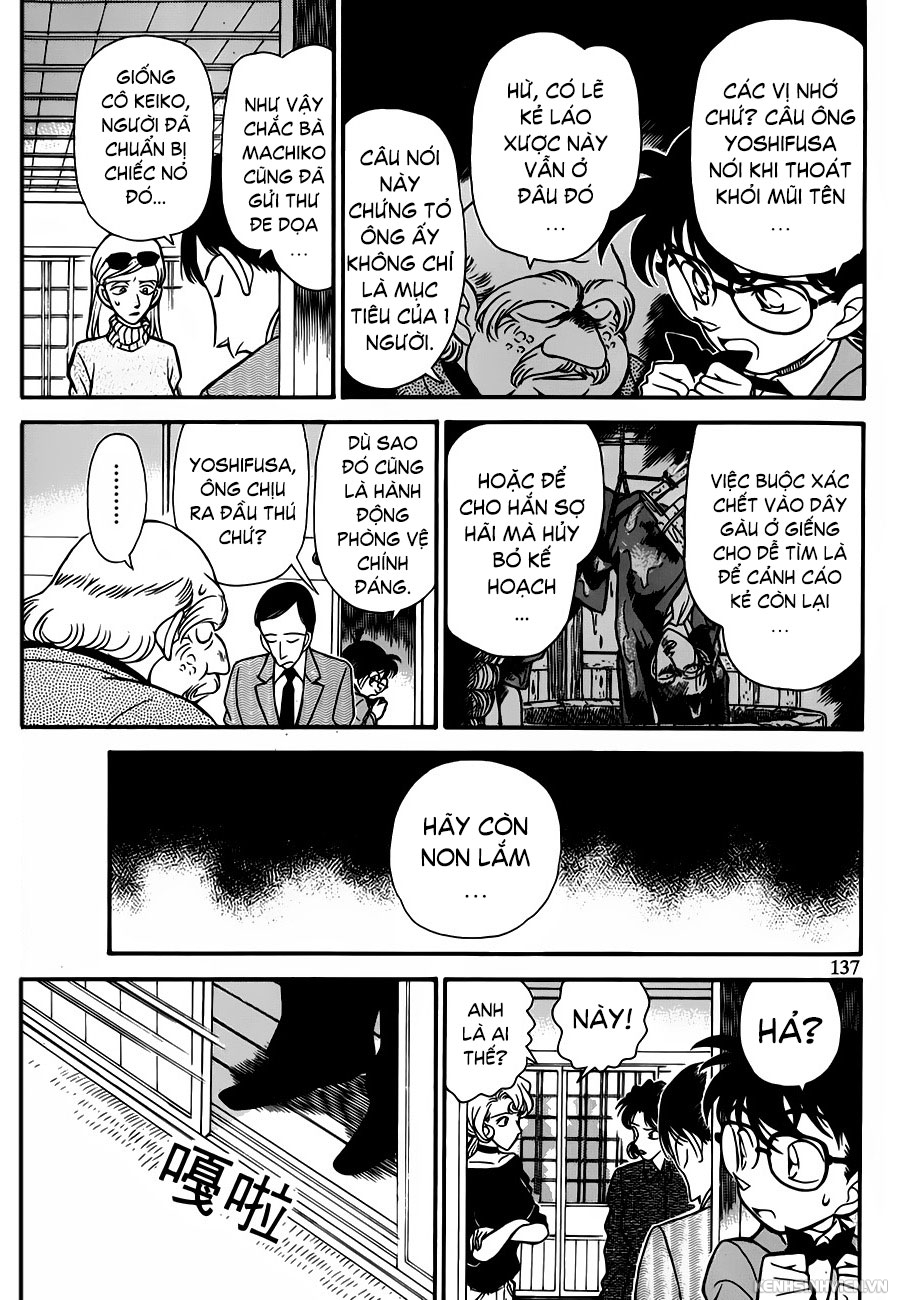 CÁC VỊ NHỚ
CHỨ? CÂU ÔNG
YOSHIFUSA
NÓI KHI THOÁT
KHỎI MŨI TÊN
...
HỪ, CÓ LẼ
KẺ LÁO
XƯỢC NÀY
VẪN Ở
ĐÂU ĐÓ
...
CÂU NÓI
NÀY
CHỨNG TỎ
ÔNG ẤY
KHÔNG CHỈ
LÀ MỤC
TIÊU CỦA 1
NGƯỜI.
NHƯ VẬY
CHẮC BÀ
MACHIKO
CŨNG ĐÃ
GỬI THƯ
ĐE DỌA
...
GIỐNG
CÔ KEIKO,
NGƯỜI ĐÃ
CHUẨN BỊ
CHIẾC NỎ
ĐÓ...
VIỆC BUỘC XÁC
CHẾT VÀO DÂY
GÀU Ở GIẾNG
CHO DỄ TÌM LÀ
ĐỂ CẢNH CÁO
KẺ CÒN LẠI
...
HOẶC ĐỂ
CHO HẮN SỢ
HÃI MÀ HỦY
BỎ KẾ
HOẠCH
...
DÙ SAO
ĐÓ CŨNG
LÀ HÀNH
ĐỘNG
PHÒNG VỆ
CHÍNH
ĐÁNG.
YOSHIFUSA,
ÔNG CHỊU
RA ĐẦU THÚ
CHỨ?
........
HÃY CÒN
NON LẮM
...
137
HẢ?
NÀY!
ANH
LÀ AI
THẾ?
嘎啦
KENHSINHVIEN.VN